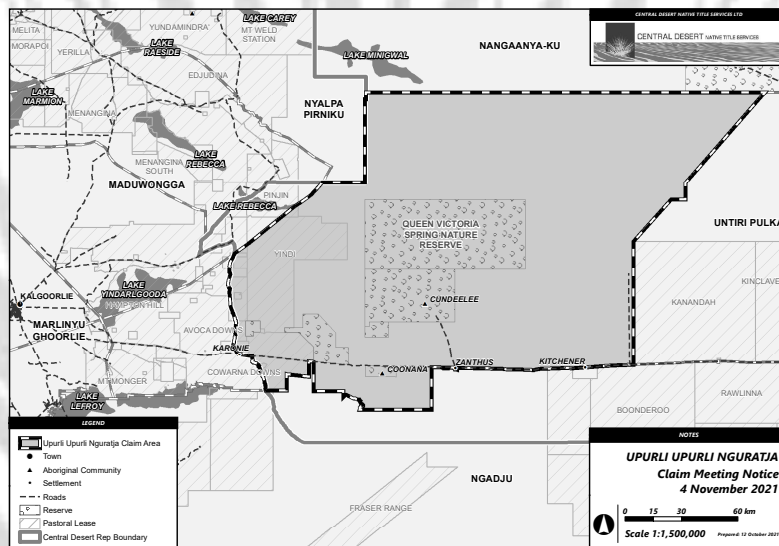 MELITA
MORAPOI
YERILLA
YUNDAMINDRA
LAKE CAREY
MT WELD
STATION
LAKE
RAESIDE
EDJUDINA
LAKE MINIGWAL
NANGAANYA-KU
CENTRAL DESERT NATIVE TITLE SERVICES LTD
CENTRAL DESERT NATIVE TITLE SERVICES
LAKE
MARMION
MENANGINA
NYALPA
PIRNIKU
LAKE
REBECCA
MENANGINA
SOUTH
MADUWONGGA
PINJIN
LAKE REBECCA
QUEEN VICTORIA
SPRING NATURE
RESERVE
UNTIRI PULKA
YINDI
LAKE
YINDARLGOODA
HAMPTON HILL
KALGOORLIE
CUNDEELEE
KINCLAVE
KANANDAH
MARLINYU
GHOORLIE
AVOCA DOWNS
KARONIE
COONANA
ZANTHUS
KITCHENER
COWARNA DOWNS
MT MONGER
LAKE
LEFROY
RAWLINNA
BOONDEROO
NGADJU
FRASER RANGE
LEGEND
Upurli Upurli Nguratja Claim Area
Town
Aboriginal Community
Settlement
Roads
Reserve
Pastoral Lease
Central Desert Rep Boundary
NOTES
UPURLI UPURLI NGURATJA
Claim Meeting Notice
4 November 2021
0 15 30 60 km
Scale 1:1,500,000
Prepared: 12 October 2021